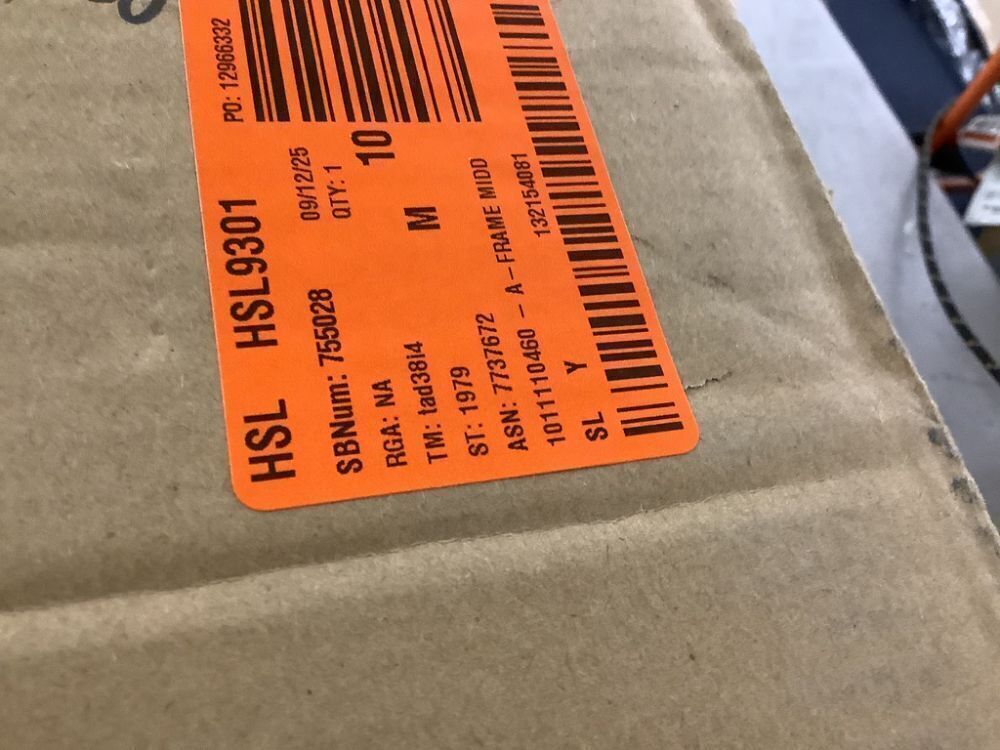 HSL HSL9301 PO: 12966332
SBNum: 755028 09/12/25
RGA: NA QTY: 1
TM: tad38i4 M 10
ST: 1979
ASN: 7737672
1011110460 - A - FRAME MIDD
SL Y 132154081